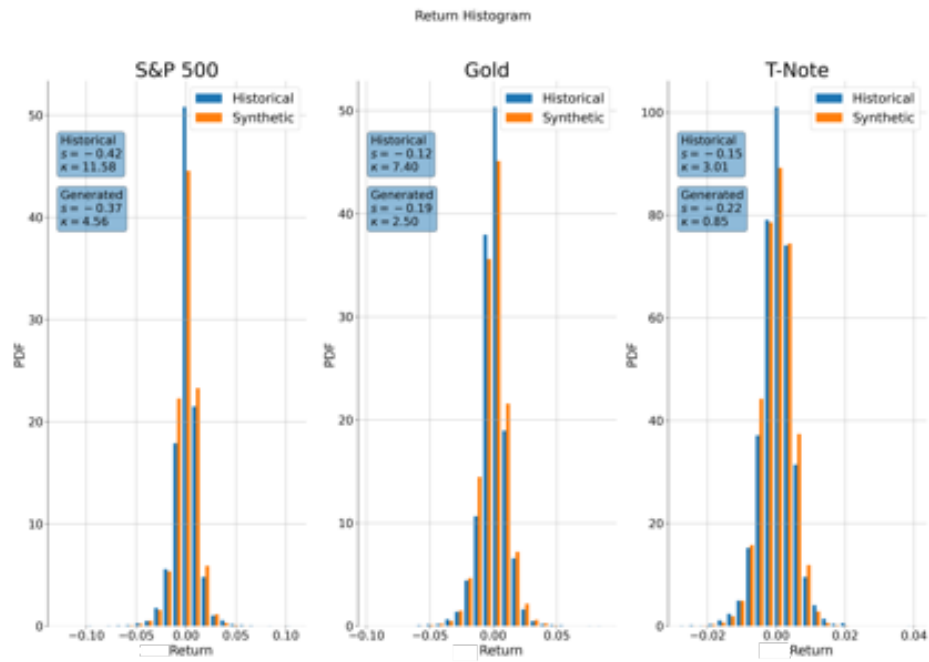 Return Histogram
S&P 500
Gold
T-Note
Historical
Synthetic
Historical
s = −0.42
κ = 11.58
Generated
s = −0.37
κ = 4.56
50
40
30
20
10
0
PDF
−0.10
−0.05
0.00
0.05
0.10
Return
Historical
Synthetic
Historical
s = −0.12
κ = 7.40
Generated
s = −0.19
κ = 2.50
50
40
30
20
10
0
PDF
−0.10
−0.05
0.00
0.05
Return
Historical
Synthetic
Historical
s = −0.15
κ = 3.01
Generated
s = −0.22
κ = 0.85
100
80
60
40
20
0
PDF
−0.02
0.00
0.02
0.04
Return